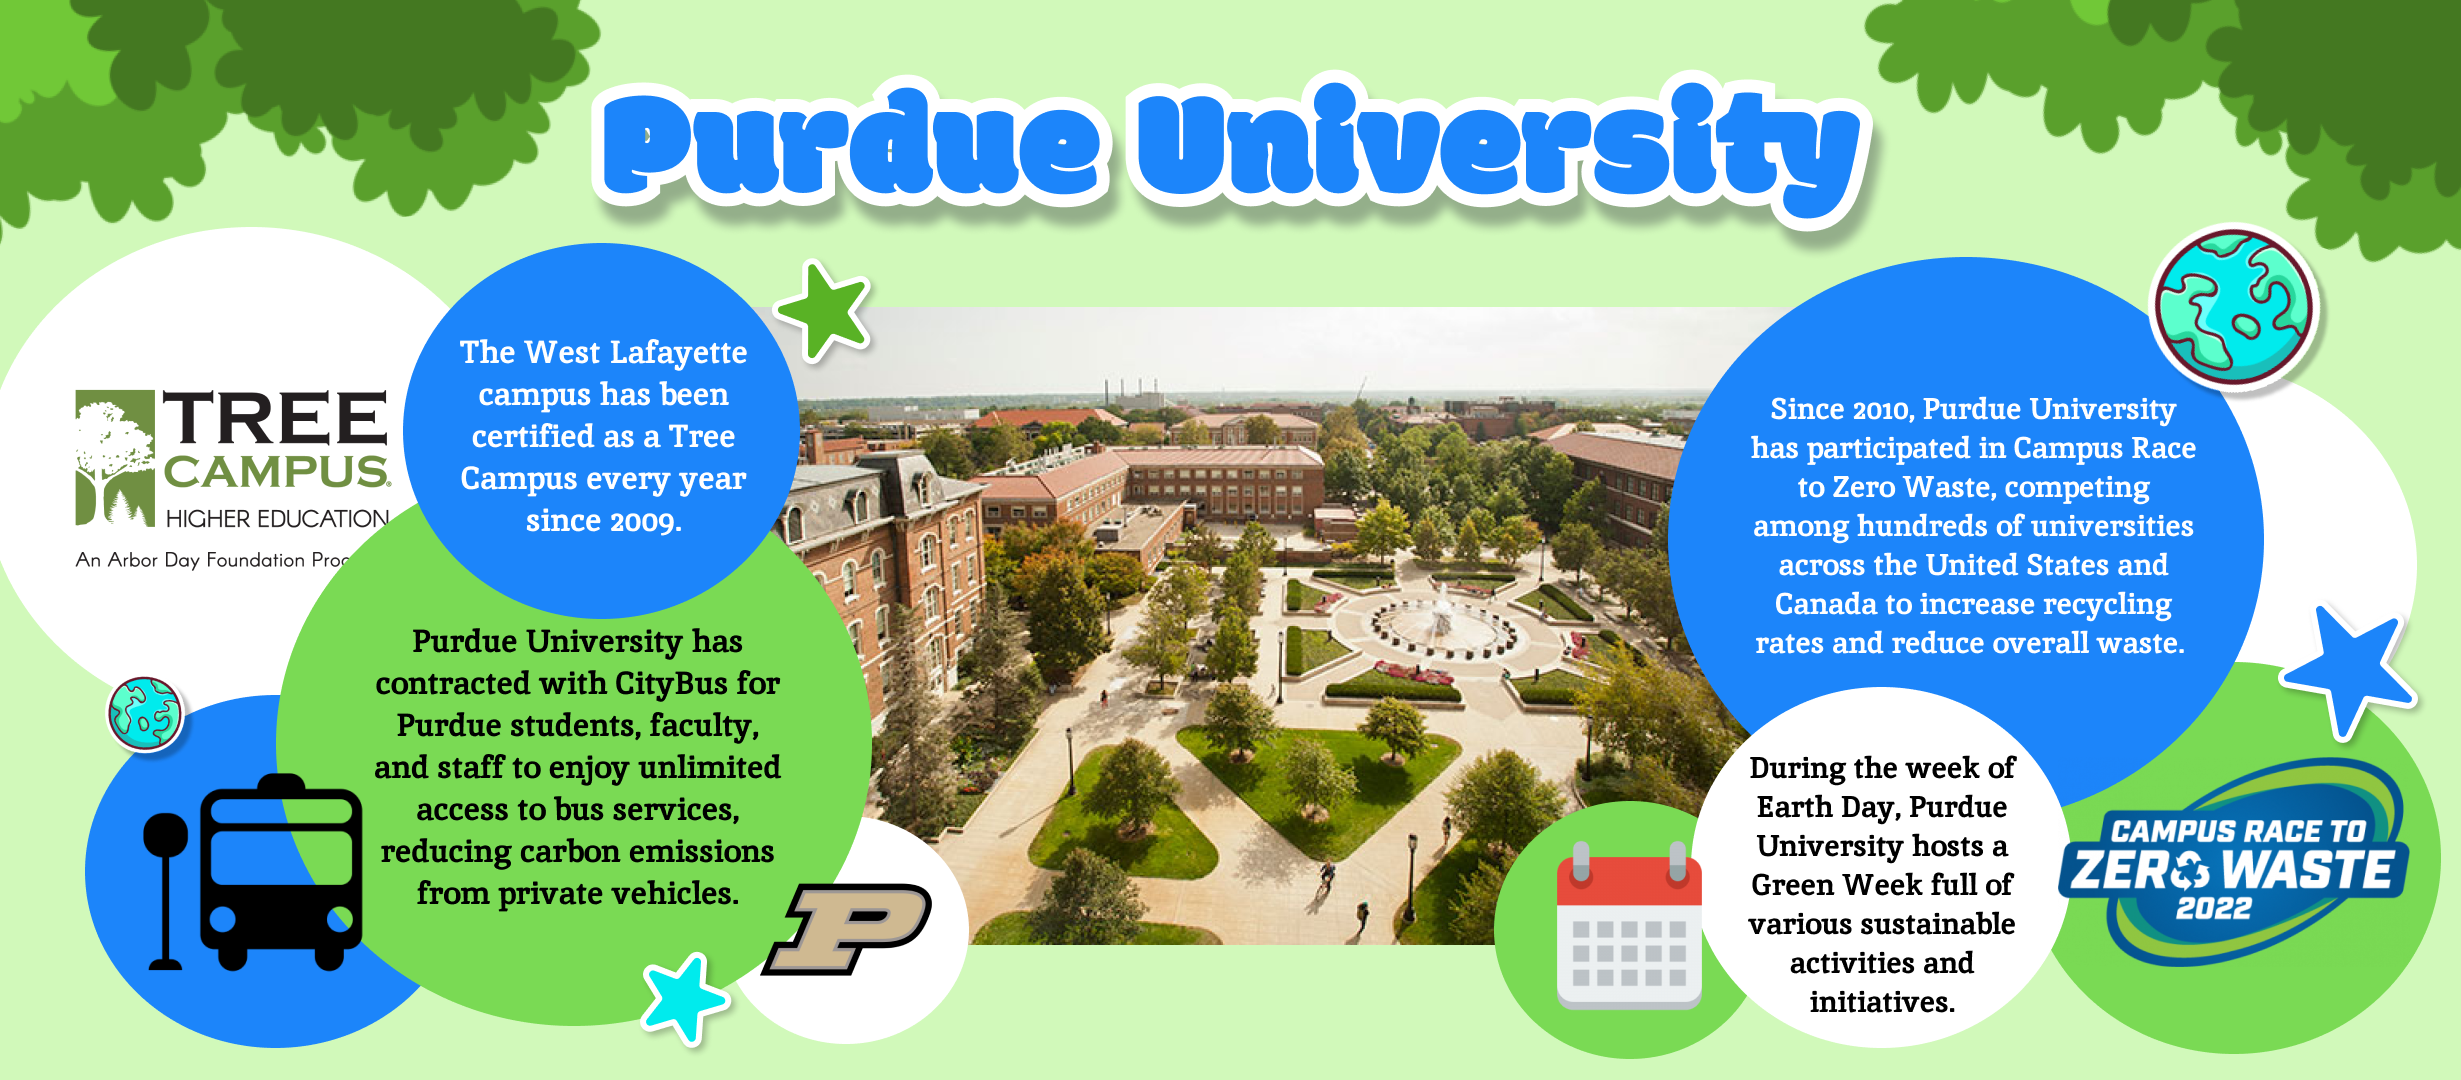 Purdue University
TREE
CAMPUS®
HIGHER EDUCATION
An Arbor Day Foundation
The West Lafayette
campus has been
certified as a Tree
Campus every year
since 2009.
Purdue University has
contracted with CityBus for
Purdue students, faculty,
and staff to enjoy unlimited
access to bus services,
reducing carbon emissions
from private vehicles.
P
Since 2010, Purdue University
has participated in Campus Race
to Zero Waste, competing
among hundreds of universities
across the United States and
Canada to increase recycling
rates and reduce overall waste.
During the week of
Earth Day, Purdue
University hosts a
Green Week full of
various sustainable
activities and
initiatives.
CAMPUS RACE TO
ZERO WASTE
2022